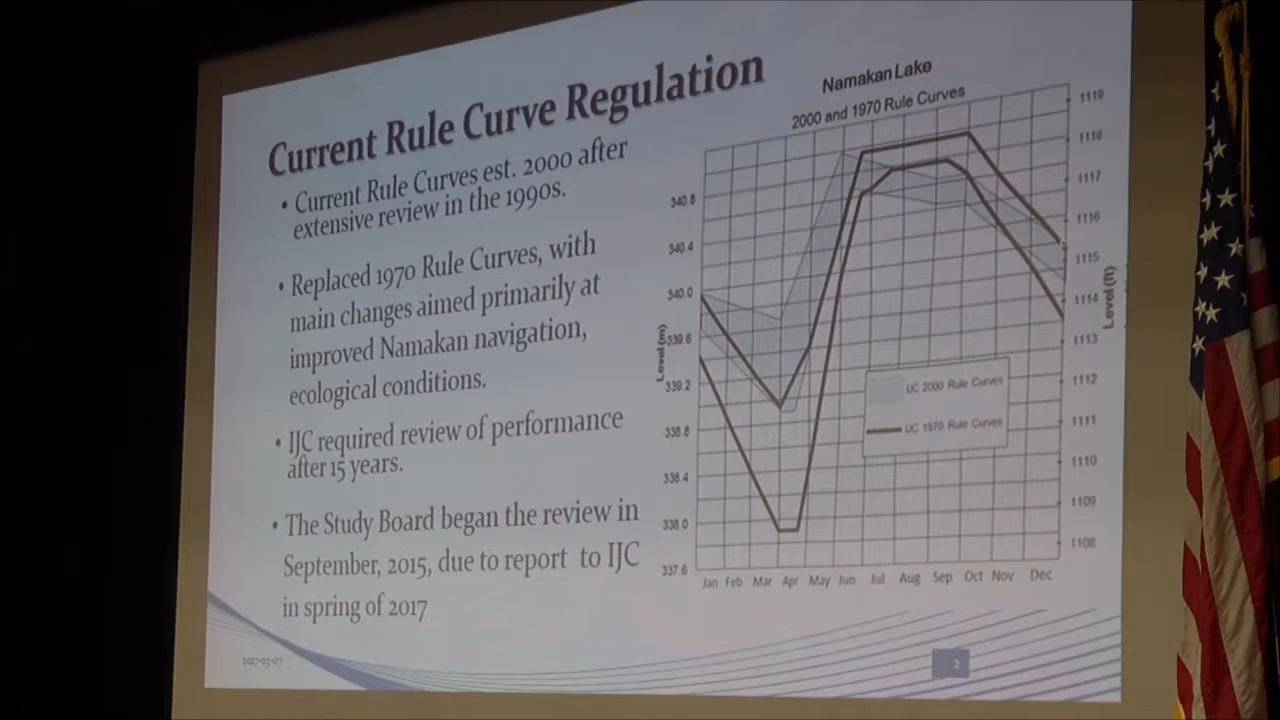 Current Rule Curve Regulation
• Current Rule Curves est. 2000 after
extensive review in the 1990s.
• Replaced 1970 Rule Curves, with
main changes aimed primarily at
improved Namakan navigation,
ecological conditions.
• IJC required review of performance
after 15 years.
• The Study Board began the review in
September, 2015, due to report to IJC
in spring of 2017
2017-03-07
2
Namakan Lake
2000 and 1970 Rule Curves
Level (m)
340.8
340.4
340.0
339.6
339.2
338.8
338.4
338.0
337.6
Jan Feb Mar Apr May Jun Jul Aug Sep Oct Nov Dec
1119
1118
1117
1116
1115
1114
1113
1112
1111
1110
1109
1108
Level (ft)
UC 2000 Rule Curves
UC 1970 Rule Curves